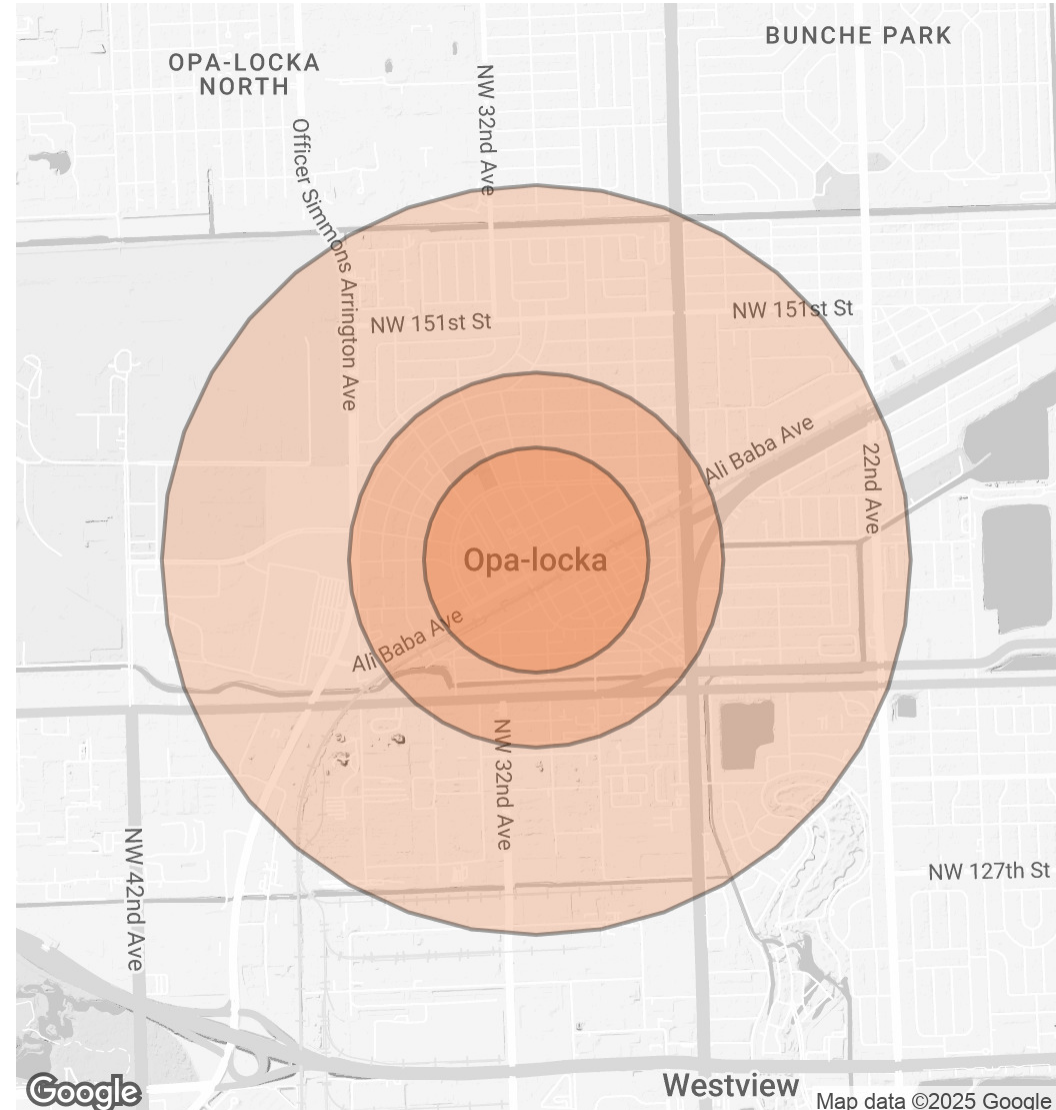 BUNCHE PARK
OPA-LOCKA
NORTH
NW 32nd Ave
Officer Simmons Arrington Ave
NW 151st St
NW 151st St
Ali Baba Ave
22nd Ave
Opa-locka
Ali Baba Ave
NW 32nd Ave
NW 42nd Ave
NW 127th St
Westview
Google
Map data ©2025 Google